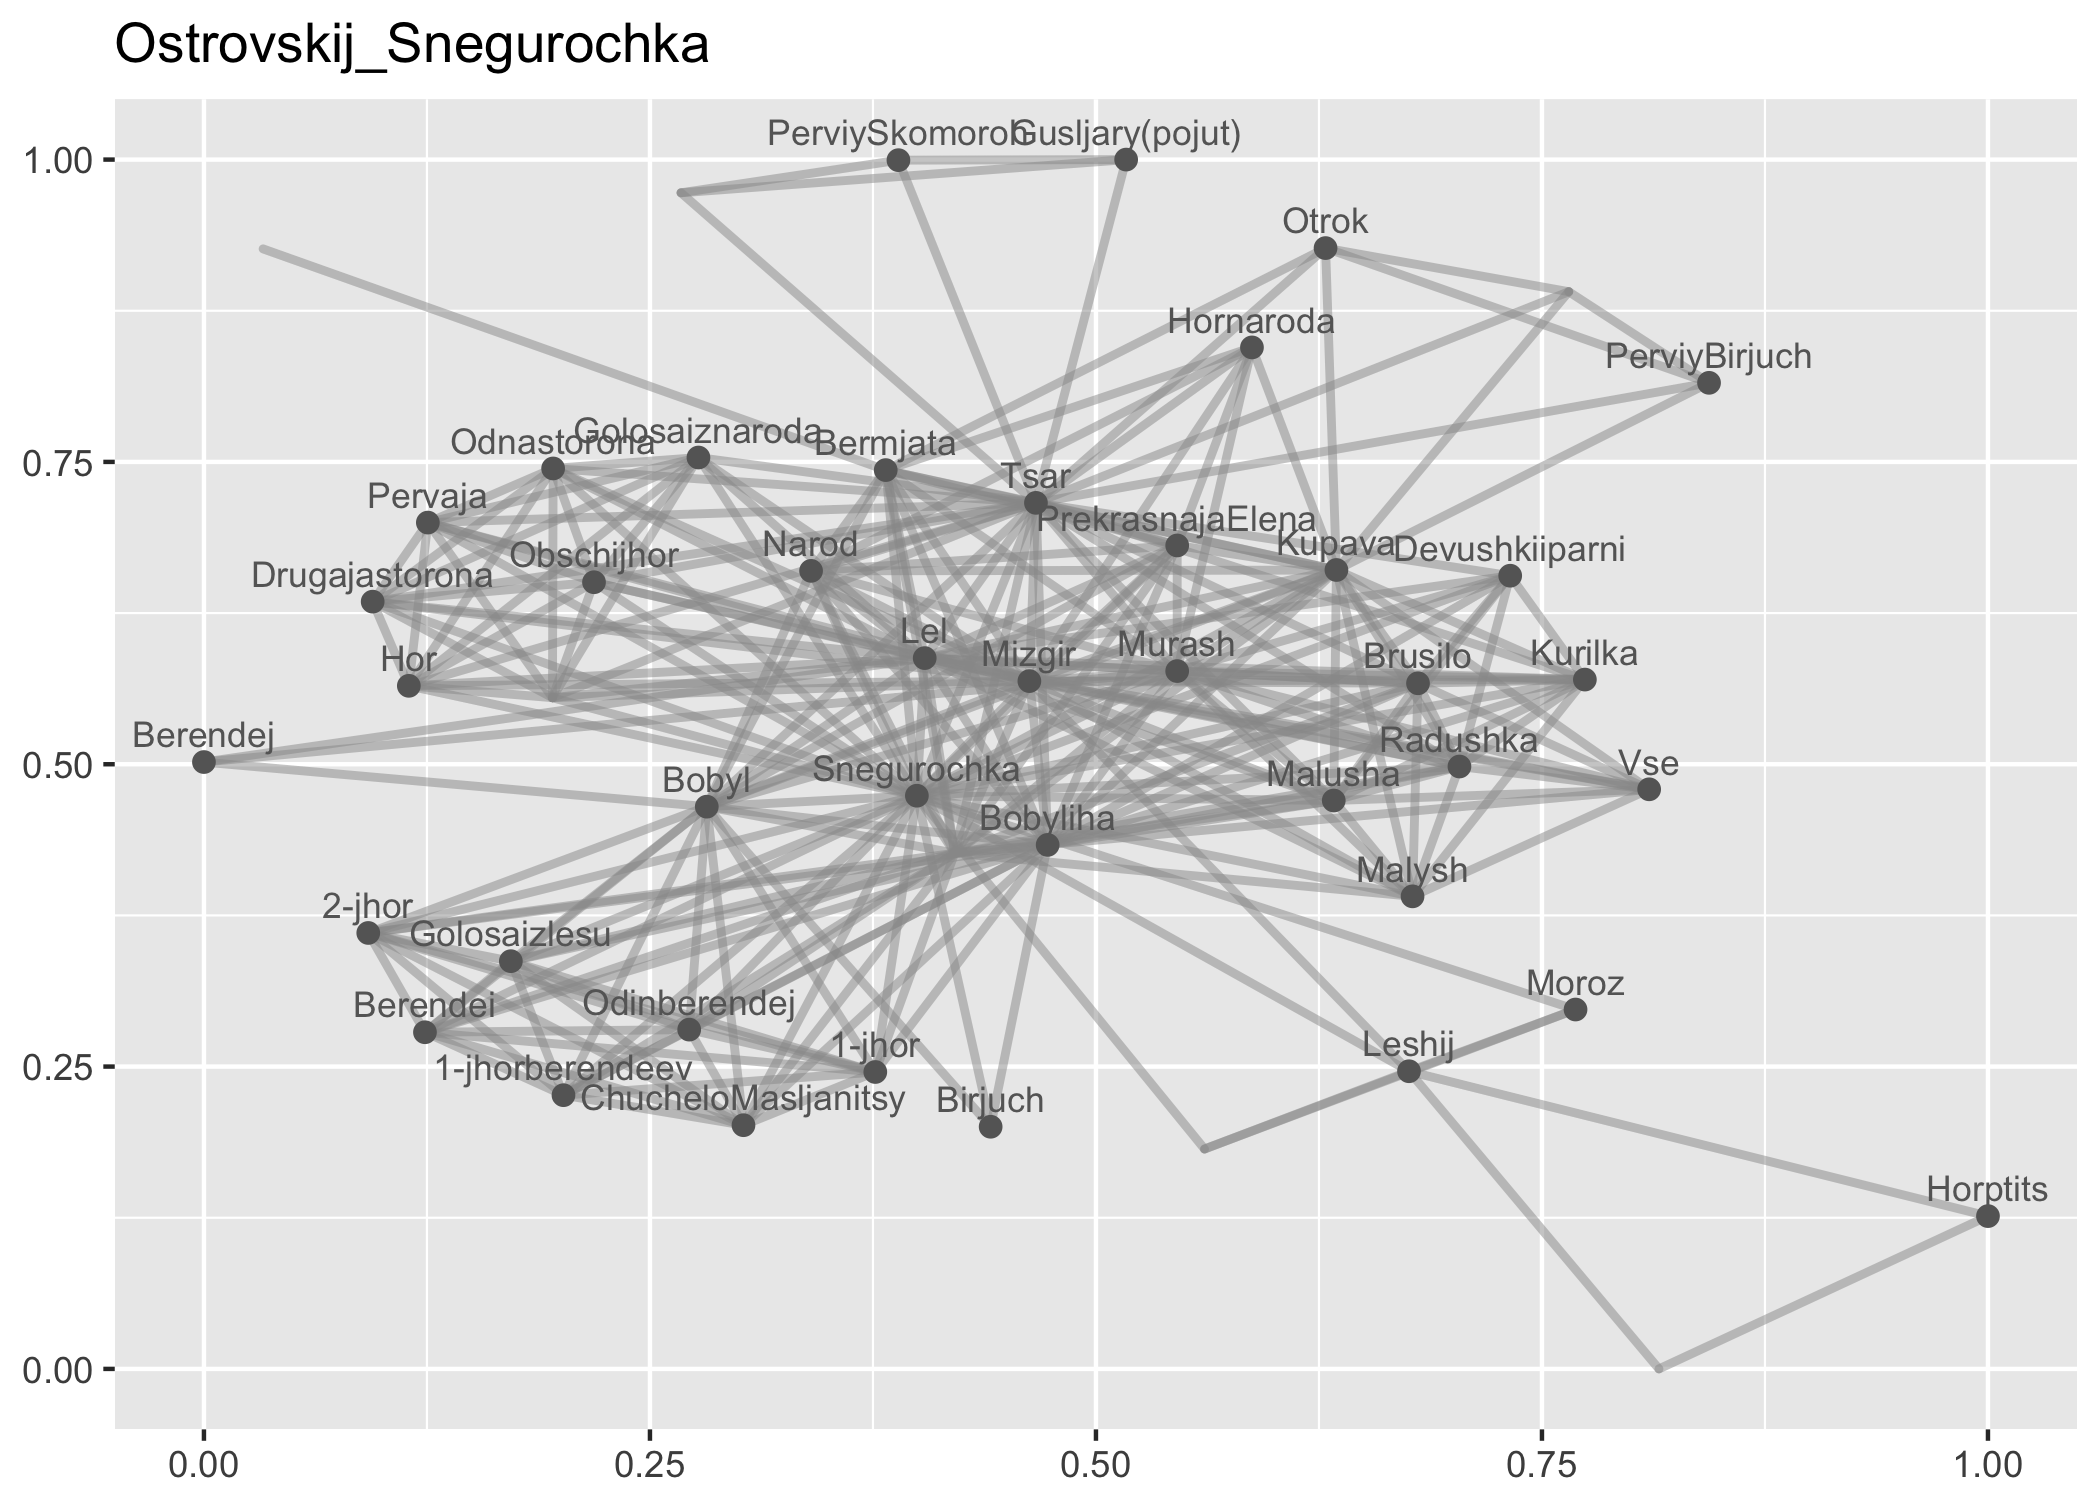 Ostrovskij_Snegurochka
PerviySkomoroh
Gusljary(pojut)
1.00
Otrok
Hornaroda
PerviyBirjuch
Golosaiznaroda
Odnastorona
Bermjata
0.75
Tsar
Pervaja
PrekrasnajaElena
Narod
Kupava
Devushkiiparni
Obschijhor
Drugajastorona
Lel
Murash
Mizgir
Brusilo
Kurilka
Hor
Berendej
Radushka
0.50
Vse
Snegurochka
Malusha
Bobyl
Bobyliha
Malysh
2-jhor
Golosaizlesu
Moroz
Berendei
Odinberendej
1-jhor
Leshij
0.25
1-jhorberendeev
ChucheloMasljanitsy
Birjuch
Horptits
0.00
0.00
0.25
0.50
0.75
1.00